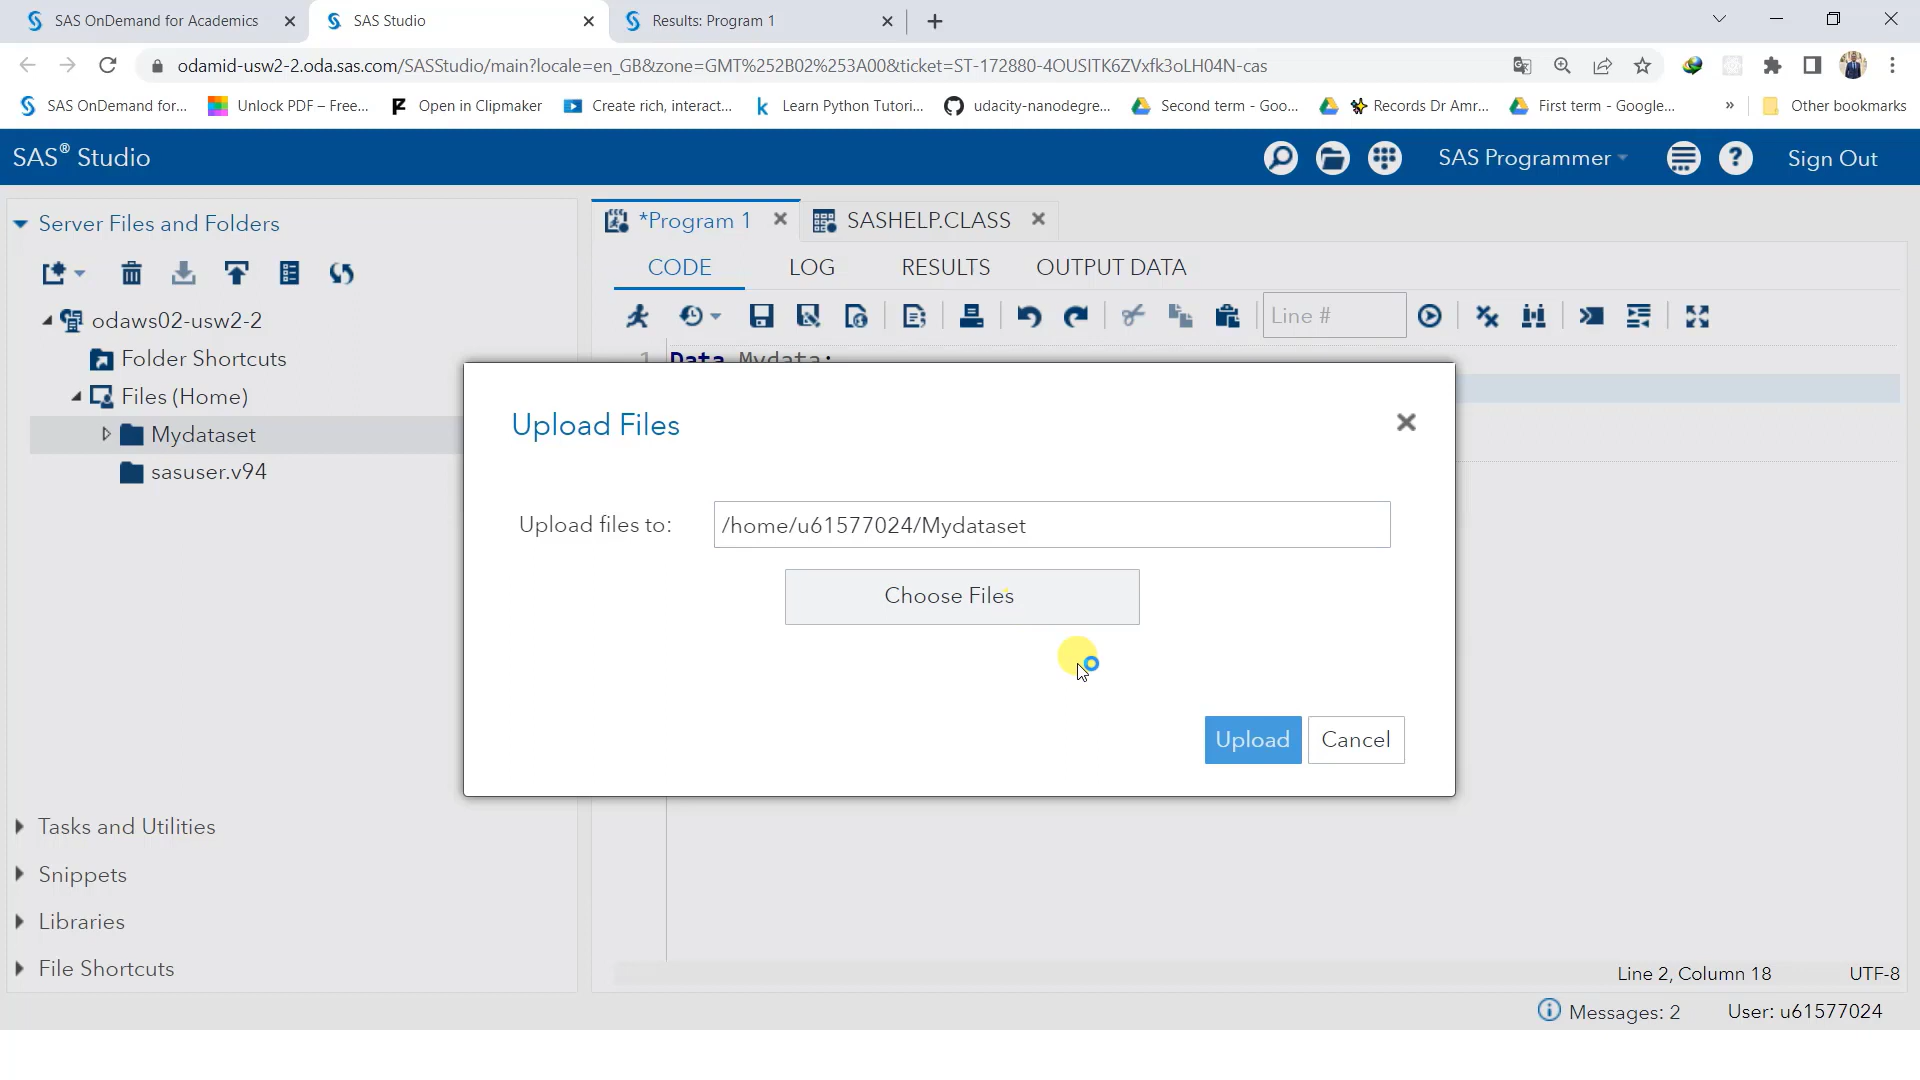 SAS OnDemand for Academics
SAS Studio
Results: Program 1
odamid-usw2-2.oda.sas.com/SASStudio/main?locale=en_GB&zone=GMT%252B02%253A00&ticket=ST-172880-4OUSITK6ZVxfk3oLH04N-cas
SAS OnDemand for...
Unlock PDF – Free...
Open in Clipmaker
Create rich, interact...
Learn Python Tutori...
udacity-nanodegre...
Second term - Goo...
Records Dr Amr...
First term - Google...
»
Other bookmarks
SAS® Studio
SAS Programmer
Sign Out
Server Files and Folders
odaws02-usw2-2
Folder Shortcuts
Files (Home)
Mydataset
sasuser.v94
Tasks and Utilities
Snippets
Libraries
File Shortcuts
*Program 1
SASHELP.CLASS
CODE
LOG
RESULTS
OUTPUT DATA
Line #
1 Data Mydata;
Upload Files
Upload files to:
/home/u61577024/Mydataset
Choose Files
Upload
Cancel
Line 2, Column 18
UTF-8
Messages: 2
User: u61577024